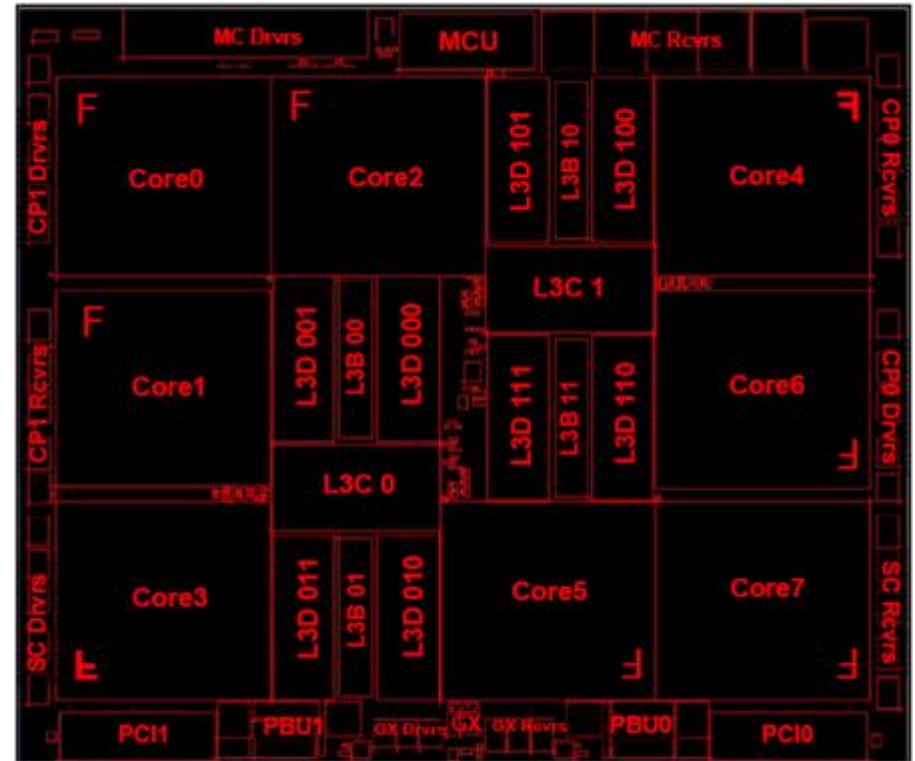 MC Drvrs MCU MC Rcvrs
F F F
CP1 Drvrs Core0 Core2 L3D 101 L3B 10 L3D 100 Core4 CP0 Rcvrs
L3C 1
F
CP1 Rcvrs Core1 L3D 001 L3B 00 L3D 000 L3D 111 L3B 11 L3D 110 Core6 CP0 Drvrs
F
L3C 0
SC Drvrs Core3 L3D 011 L3B 01 L3D 010 Core5 Core7 SC Rcvrs
F F F
PCI1 PBU1 GX Drvrs GX GX Rcvrs PBU0 PCI0